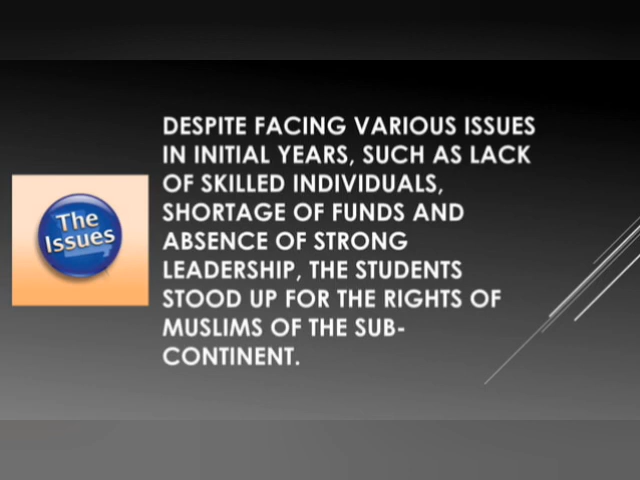 The
Issues
DESPITE FACING VARIOUS ISSUES
IN INITIAL YEARS, SUCH AS LACK
OF SKILLED INDIVIDUALS,
SHORTAGE OF FUNDS AND
ABSENCE OF STRONG
LEADERSHIP, THE STUDENTS
STOOD UP FOR THE RIGHTS OF
MUSLIMS OF THE SUB-
CONTINENT.